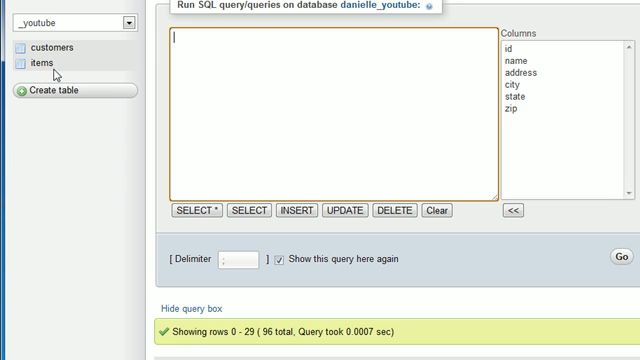 Run SQL query/queries on database danielle_youtube:
_youtube
customers
items
Create table
Columns
id
name
address
city
state
zip
SELECT * SELECT INSERT UPDATE DELETE Clear <<
[ Delimiter ; ] Show this query here again Go
Hide query box
Showing rows 0 - 29 ( 96 total, Query took 0.0007 sec)